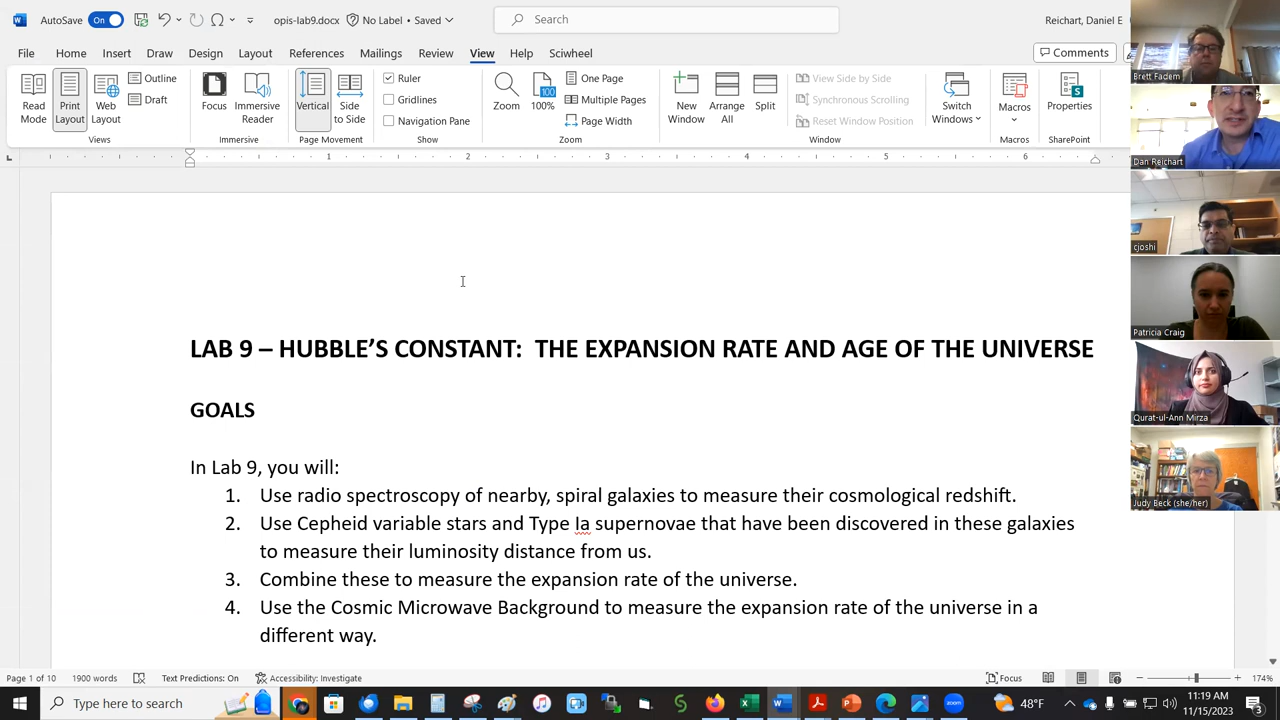 AutoSave On opis-lab9.docx No Label • Saved Search Reichart, Daniel E
File Home Insert Draw Design Layout References Mailings Review View Help Sciwheel Comments
Read Mode
Print Layout
Web Layout
Outline
Draft
Views
Focus
Immersive Reader
Immersive
Vertical
Side to Side
Page Movement
Ruler
Gridlines
Navigation Pane
Show
Zoom
100
100%
One Page
Multiple Pages
Page Width
Zoom
New Window
Arrange All
Split
View Side by Side
Synchronous Scrolling
Reset Window Position
Window
Switch Windows
Macros
Macros
Properties
SharePoint
1 2 3 4 5 6
Brett Fadem
Dan Reichart
cjoshi
Patricia Craig
Qurat-ul-Ann Mirza
Judy Beck (she/her)
LAB 9 – HUBBLE’S CONSTANT: THE EXPANSION RATE AND AGE OF THE UNIVERSE
GOALS
In Lab 9, you will:
1. Use radio spectroscopy of nearby, spiral galaxies to measure their cosmological redshift.
2. Use Cepheid variable stars and Type Ia supernovae that have been discovered in these galaxies
to measure their luminosity distance from us.
3. Combine these to measure the expansion rate of the universe.
4. Use the Cosmic Microwave Background to measure the expansion rate of the universe in a
different way.
Page 1 of 10 1900 words Text Predictions: On Accessibility: Investigate Focus 174%
Type here to search zoom 48°F 11:19 AM
11/15/2023 3